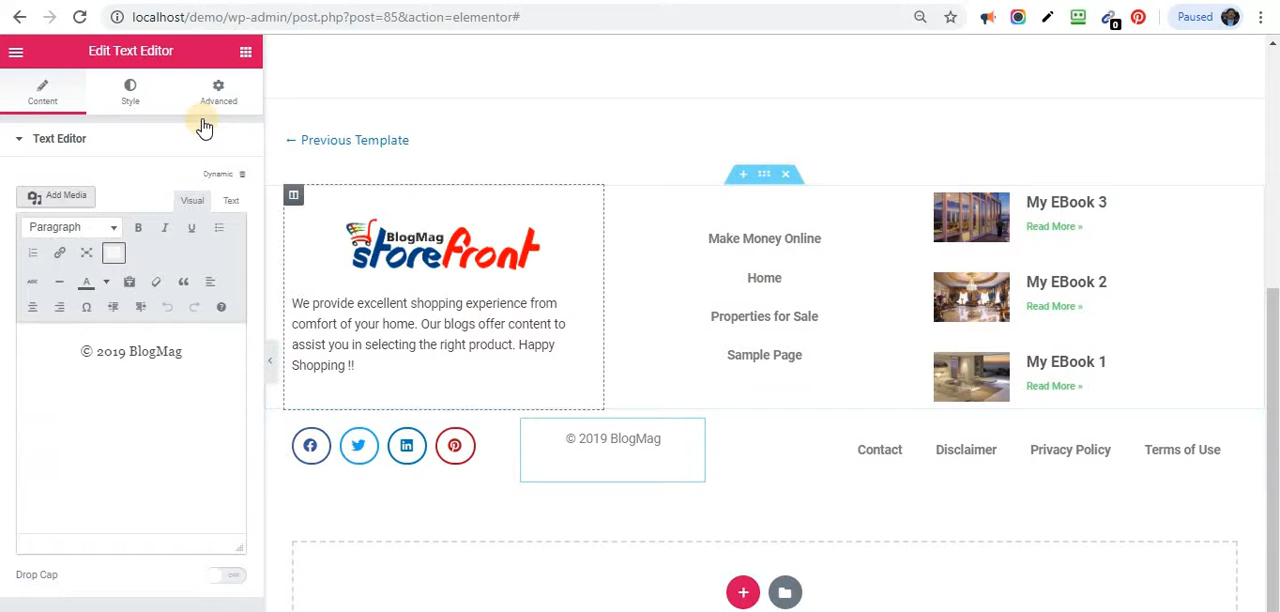 localhost/demo/wp-admin/post.php?post=85&action=elementor#
0
Paused
Edit Text Editor
Content
Style
Advanced
Text Editor
Dynamic
Add Media
Visual
Text
Paragraph
B
I
U
ABC
A
Ω
© 2019 BlogMag
Drop Cap
OFF
← Previous Template
BlogMag
storefront
We provide excellent shopping experience from
comfort of your home. Our blogs offer content to
assist you in selecting the right product. Happy
Shopping !!
Make Money Online
Home
Properties for Sale
Sample Page
My EBook 3
Read More »
My EBook 2
Read More »
My EBook 1
Read More »
© 2019 BlogMag
Contact
Disclaimer
Privacy Policy
Terms of Use